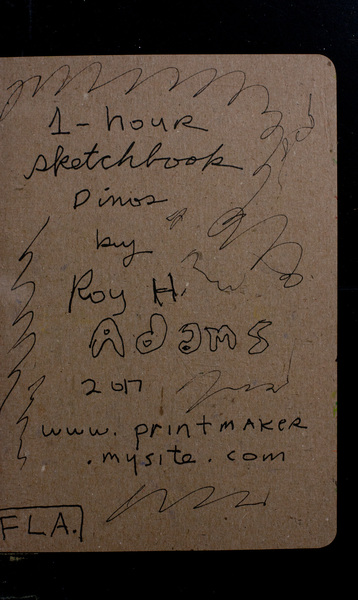 1-hour
sketchbook
Dinos
by
Roy H.
Adams
2017
www.printmaker
.mysite.com
FLA.